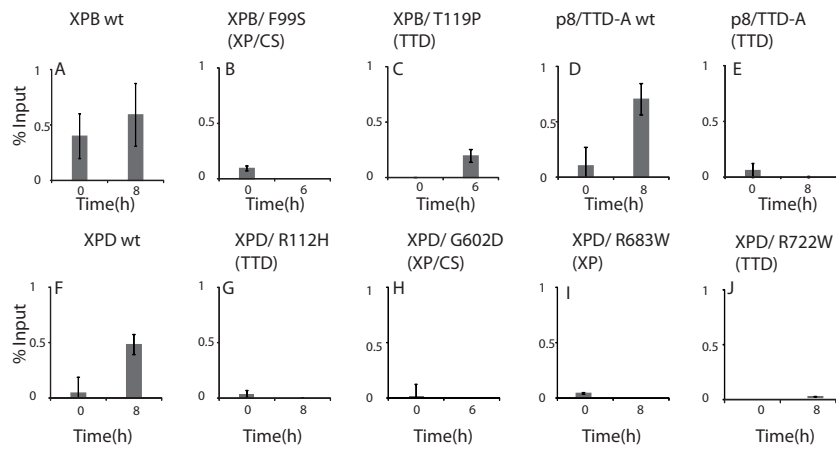 XPB wt
XPB/ F99S
(XP/CS)
XPB/ T119P
(TTD)
p8/TTD-A wt
p8/TTD-A
(TTD)
% Input
A
1
0.5
0
0
8
Time(h)
B
1
0.5
0
0
6
Time(h)
C
1
0.5
0
0
6
Time(h)
D
1
0.5
0
0
8
Time(h)
E
1
0.5
0
0
8
Time(h)
XPD wt
XPD/ R112H
(TTD)
XPD/ G602D
(XP/CS)
XPD/ R683W
(XP)
XPD/ R722W
(TTD)
% Input
F
1
0.5
0
0
8
Time(h)
G
1
0.5
0
0
8
Time(h)
H
1
0.5
0
0
6
Time(h)
I
1
0.5
0
0
8
Time(h)
J
1
0.5
0
0
8
Time(h)